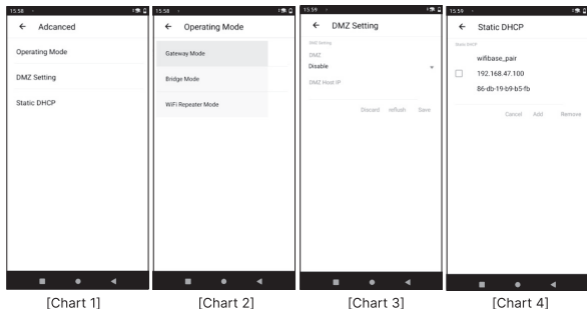 15:58
← Adcanced
Operating Mode
DMZ Setting
Static DHCP
[Chart 1]
15:58
← Operating Mode
Gateway Mode
Bridge Mode
WiFi Repeater Mode
[Chart 2]
15:59
← DMZ Setting
DMZ Setting
DMZ
Disable
DMZ Host IP
Discard reflush Save
[Chart 3]
15:59
← Static DHCP
Static DHCP
wifibase_pair
192.168.47.100
86-db-19-b9-b5-fb
Cancel Add Remove
[Chart 4]